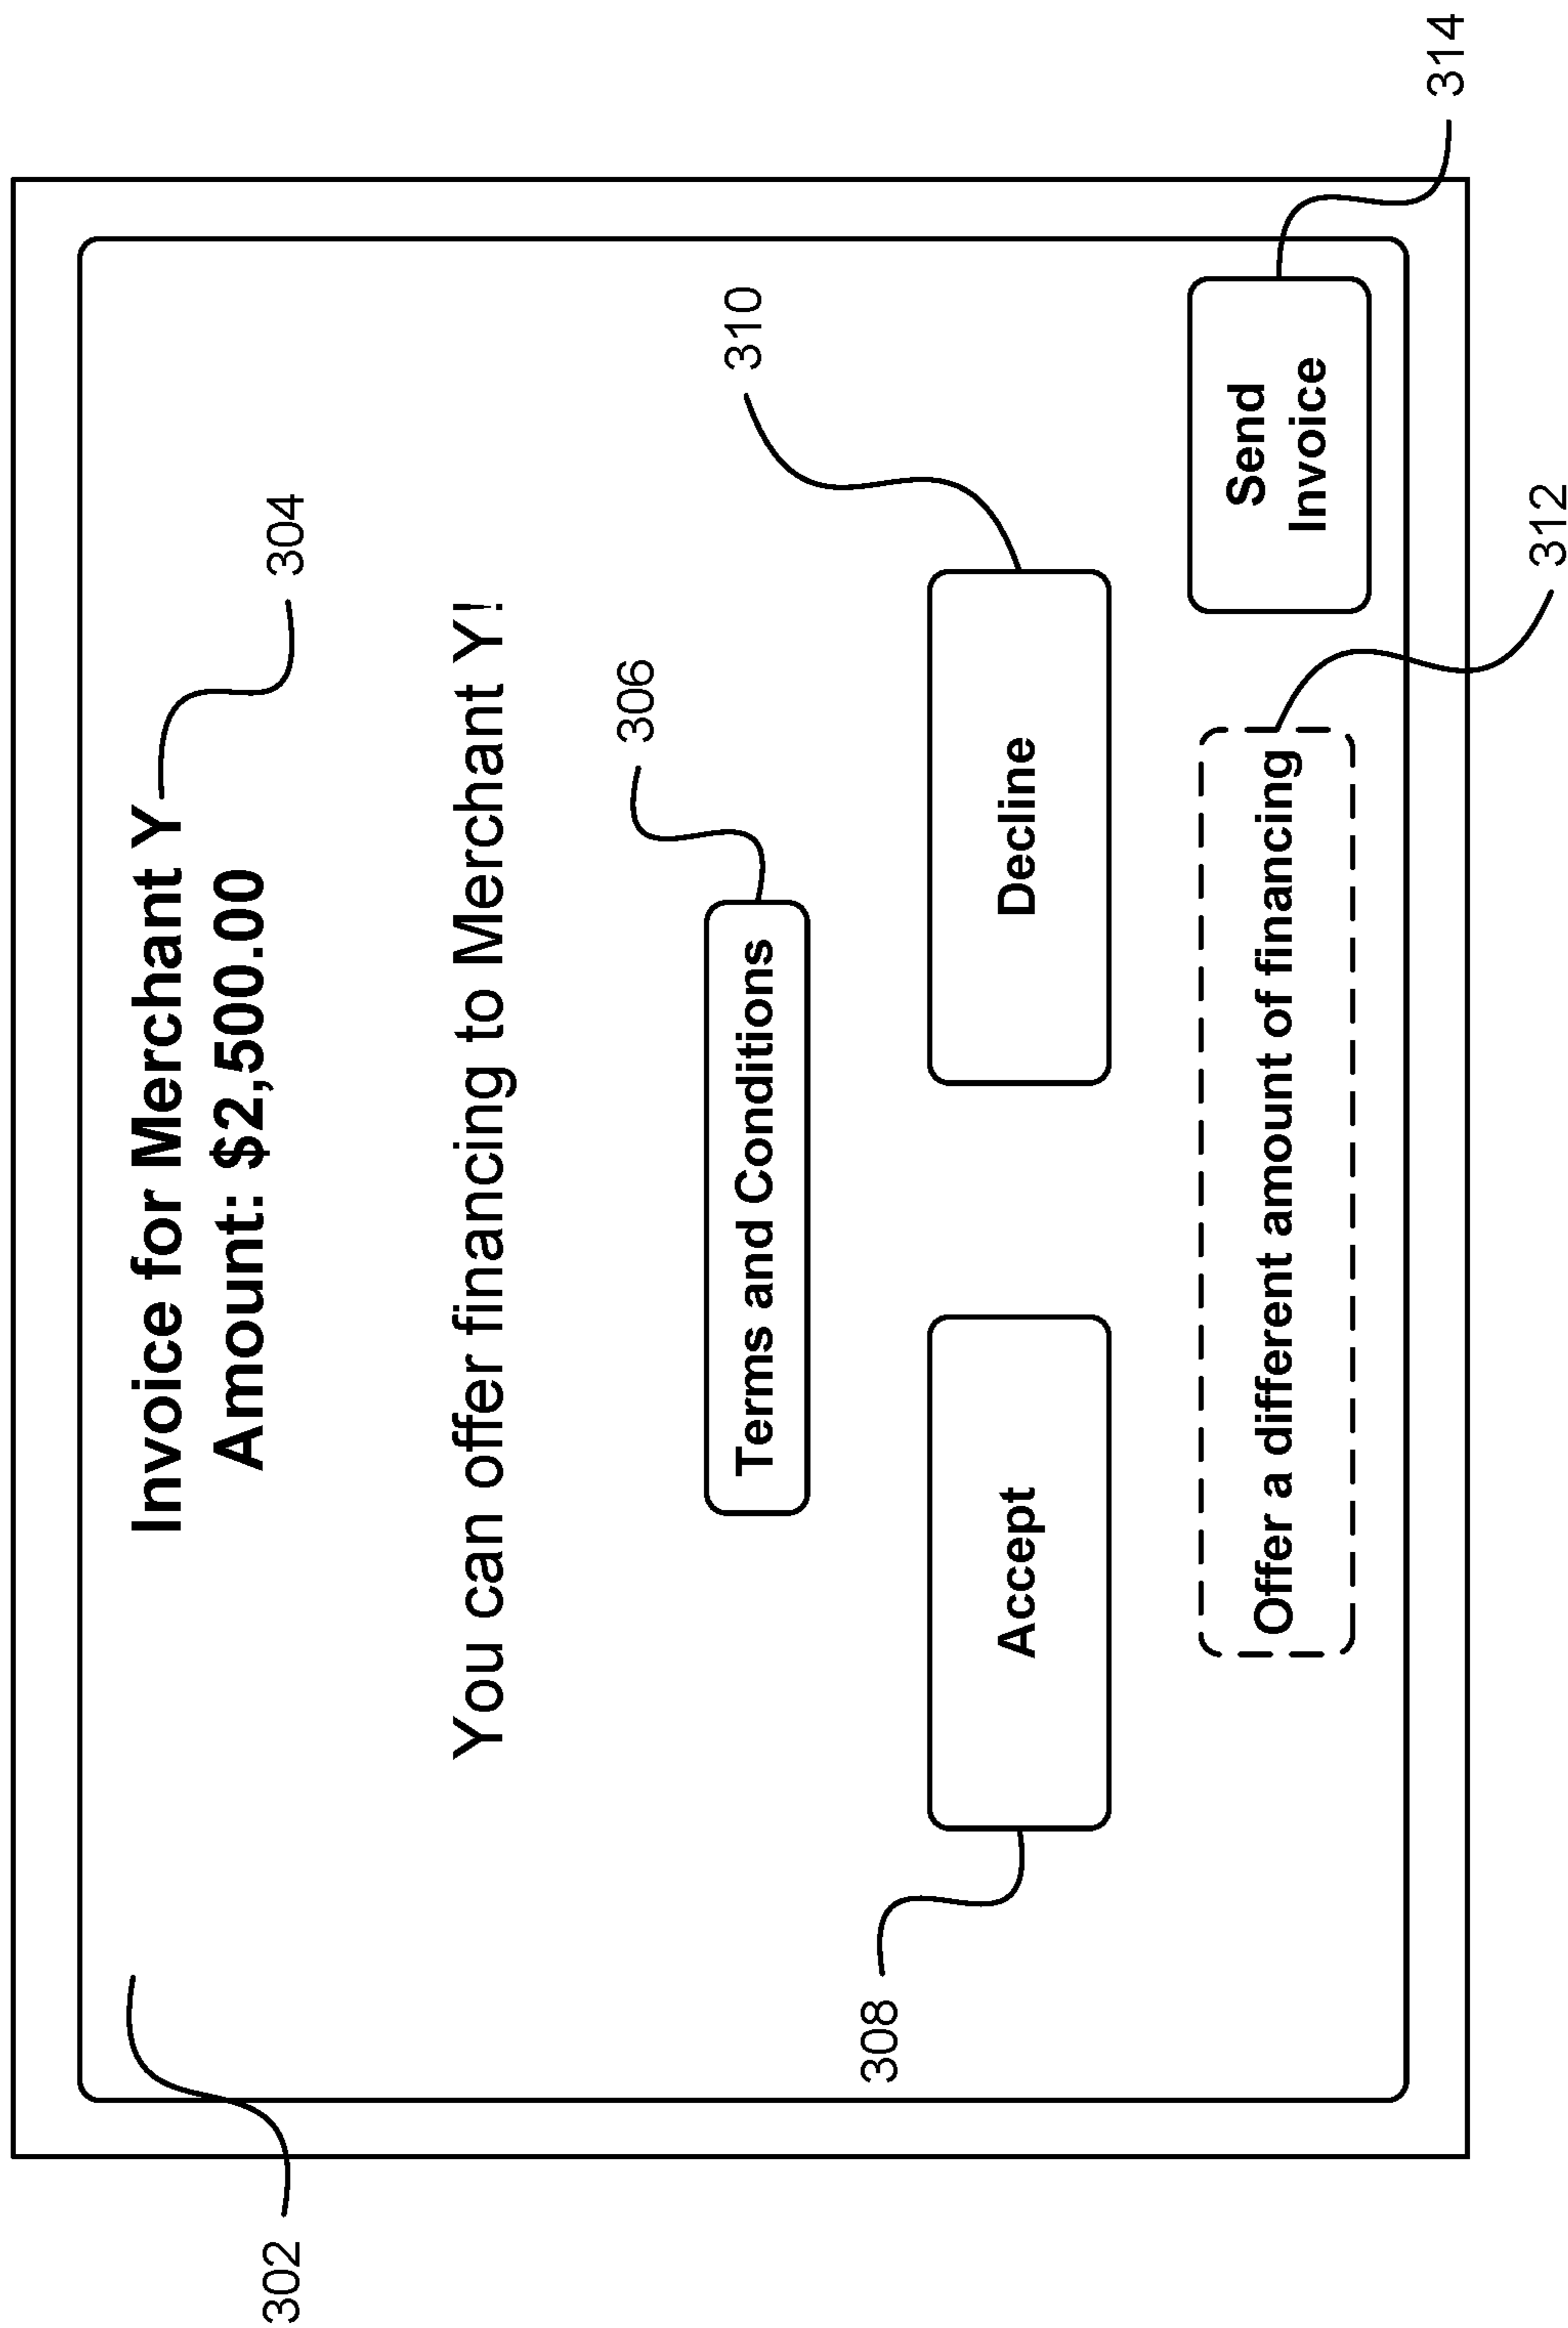 302
Invoice for Merchant Y
304
Amount: $2,500.00
You can offer financing to Merchant Y!
306
Terms and Conditions
308
310
Accept
Decline
Offer a different amount of financing
Send
Invoice
312
314